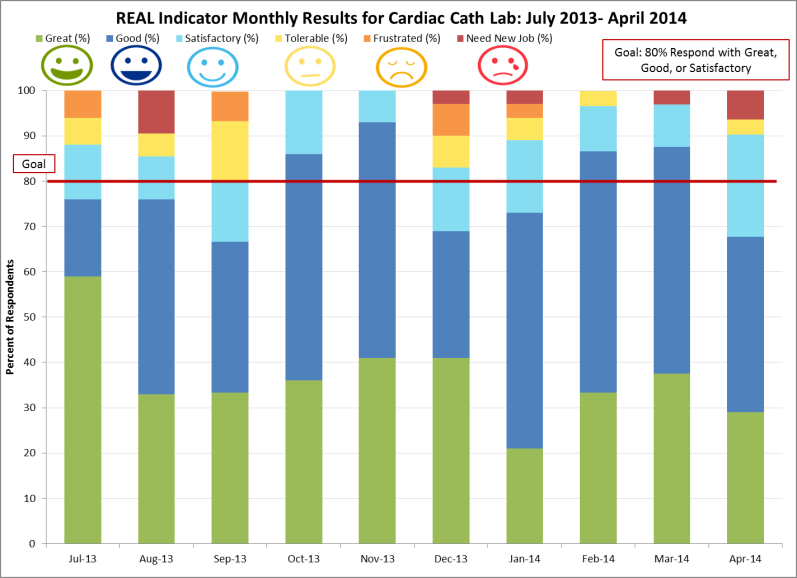 REAL Indicator Monthly Results for Cardiac Cath Lab: July 2013- April 2014
Great (%) Good (%) Satisfactory (%) Tolerable (%) Frustrated (%) Need New Job (%)
Goal: 80% Respond with Great,
Good, or Satisfactory
100
90
Goal
80
70
60
50
40
30
20
10
0
Percent of Respondents
Jul-13 Aug-13 Sep-13 Oct-13 Nov-13 Dec-13 Jan-14 Feb-14 Mar-14 Apr-14